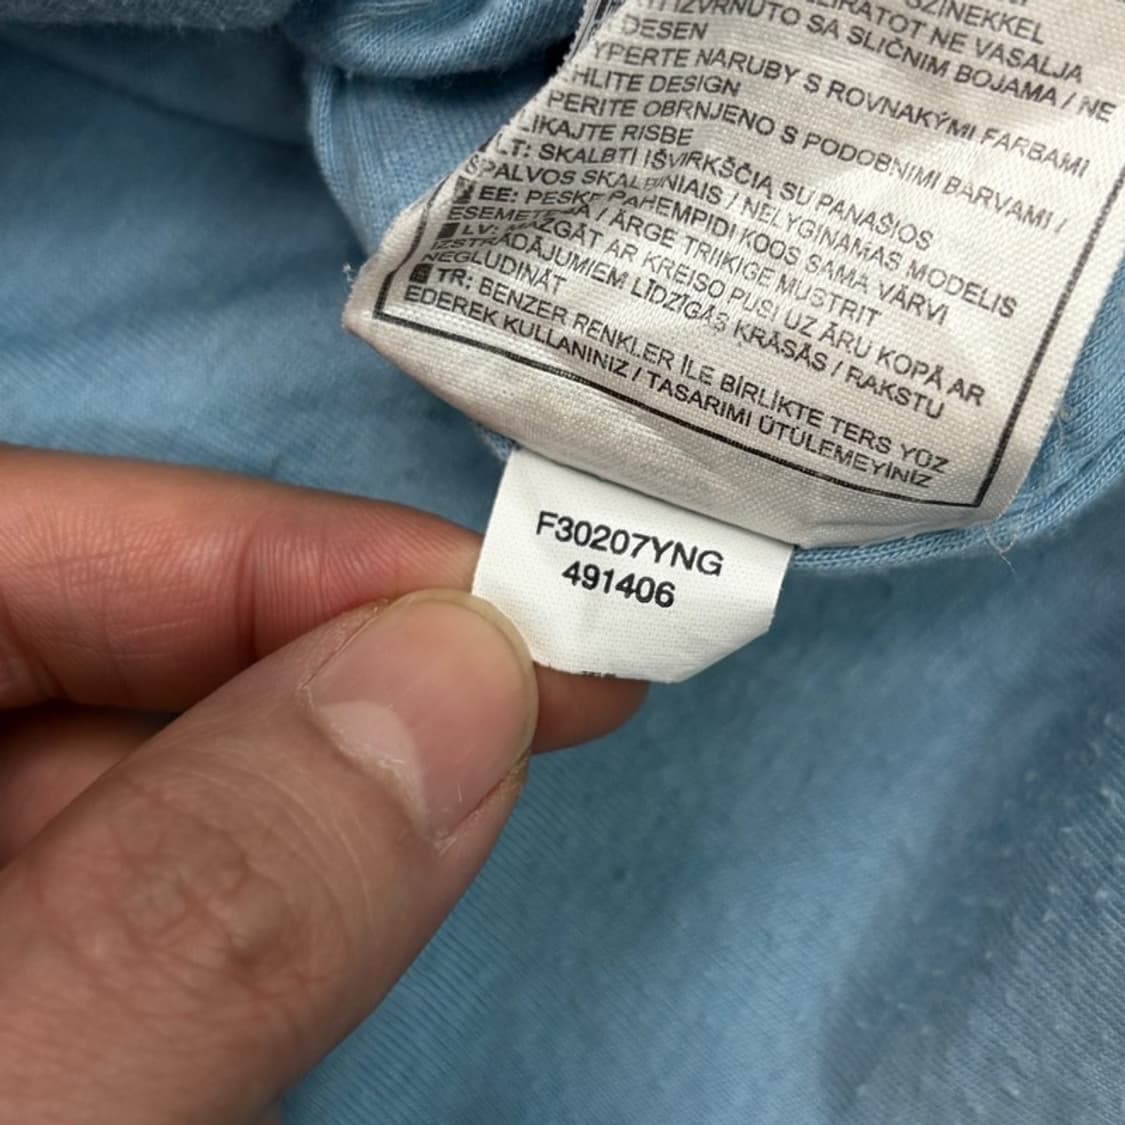 SZÍNEKKEL
NE VASALJA
IZVRNUTO SA SLIČNIM BOJAMA / NE
DESEN
YPERTE NARUBY S ROVNAKÝMI FARBAMI
HLITE DESIGN
PERITE OBRNJENO S PODOBNIMI BARVAMI /
LIKAJTE RISBE
LT: SKALBTI IŠVIRKŠČIĄ SU PANAŠIOS
SPALVOS SKALBINIAIS / NELYGINAMAS MODELIS
EE: PESKE PAHEMPIDI KOOS SAMA VÄRVI
ESEMETEGA / ÄRGE TRIIKIGE MUSTRIT
LV: MAZGĀT AR KREISO PUSI UZ ĀRU KOPĀ AR
IZSTRĀDĀJUMIEM LĪDZĪGĀS KRĀSĀS / RAKSTU
NEGLUDINĀT
TR: BENZER RENKLER İLE BİRLİKTE TERS YÜZ
EDEREK KULLANINIZ / TASARIMI ÜTÜLEMEYİNİZ
F30207YNG
491406